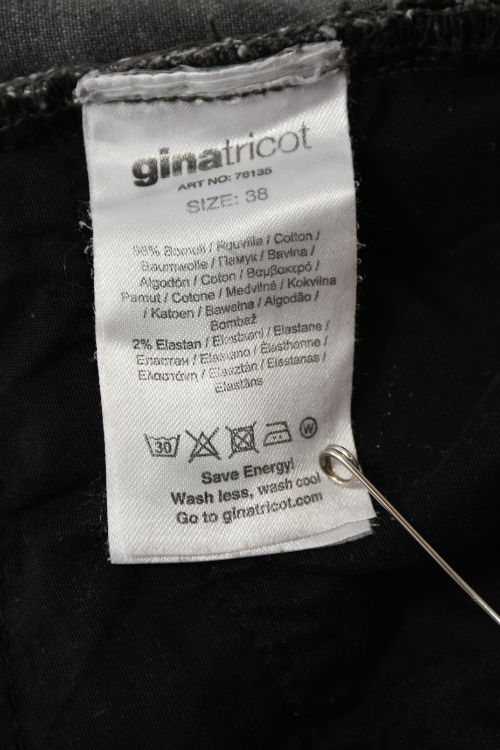 ginatricot
ART NO: 76135
SIZE: 38
98% Bomull / Puuvilla / Cotton /
Baumwolle / Памук / Bavlna /
Algodón / Coton / Βαμβακερό /
Pamut / Cotone / Medvilnė / Kokvilna
/ Katoen / Bawełna / Algodão /
Bombaž
2% Elastan / Elastaani / Elastane /
Еластан / Elastano / Élasthanne /
Ελαστάνη / Elasztán / Elastanas /
Elastāns
30 W
Save Energy!
Wash less, wash cool
Go to ginatricot.com